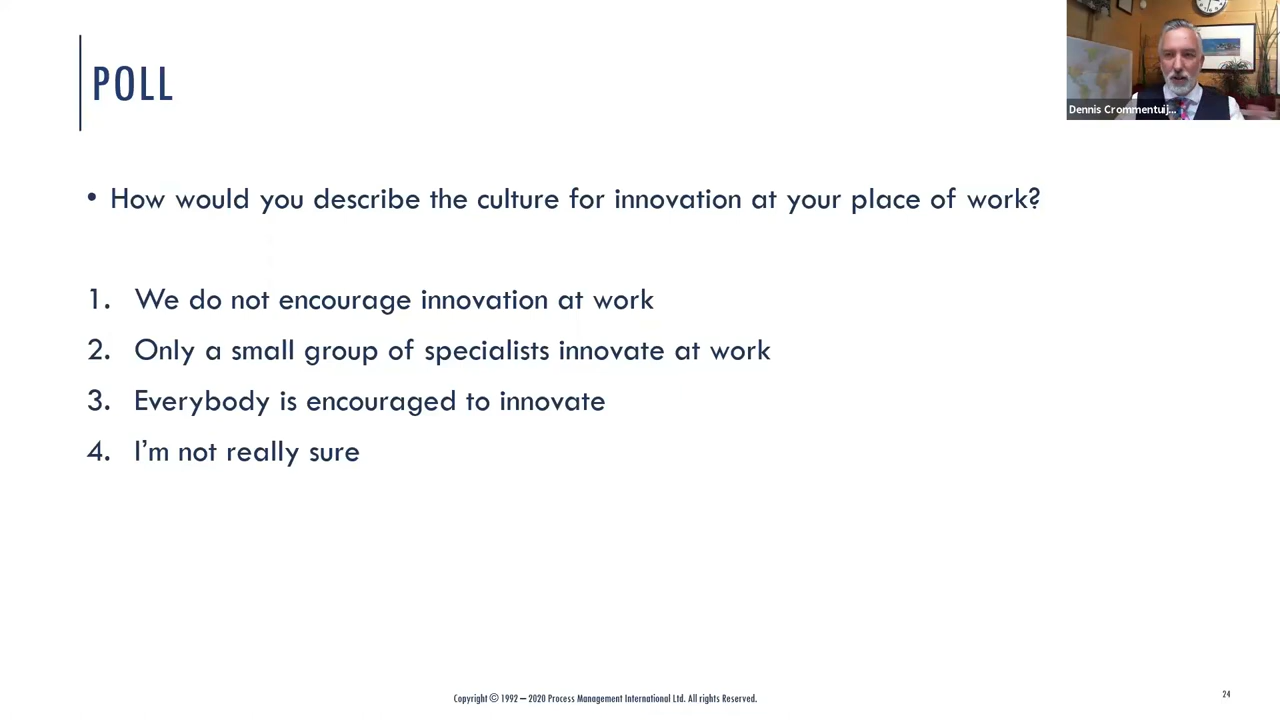 POLL
Dennis Crommentuij...
• How would you describe the culture for innovation at your place of work?
1. We do not encourage innovation at work
2. Only a small group of specialists innovate at work
3. Everybody is encouraged to innovate
4. I’m not really sure
Copyright © 1992 – 2020 Process Management International Ltd. All rights Reserved.
24